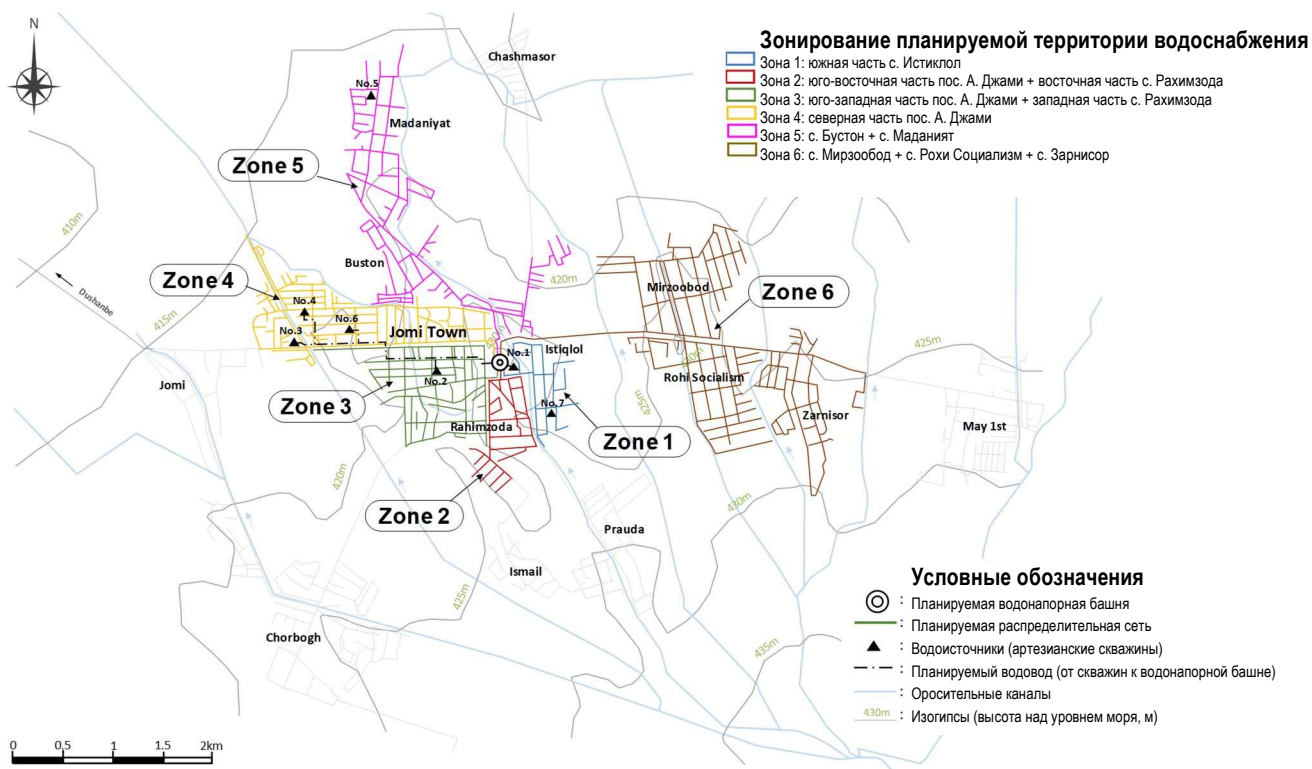 N
Chashmasor
Зонирование планируемой территории водоснабжения
Зона 1: южная часть с. Истиклол
Зона 2: юго-восточная часть пос. А. Джами + восточная часть с. Рахимзода
Зона 3: юго-западная часть пос. А. Джами + западная часть с. Рахимзода
Зона 4: северная часть пос. А. Джами
Зона 5: с. Бустон + с. Маданият
Зона 6: с. Мирзообод + с. Рохи Социализм + с. Зарнисор
No.5
Madaniyat
Zone 5
410m
Buston
Zone 4
420m
Mirzoobod
Zone 6
Dushanbe
415m
No.4
No.6
No.3
Jomi Town
No.1
Istiqlol
425m
Jomi
No.2
Rohi Socialism
Zone 3
425m
No.7
Zarnisor
Rahimzoda
Zone 1
May 1st
420m
Zone 2
430m
Prauda
Ismail
425m
Chorbogh
435m
Условные обозначения
: Планируемая водонапорная башня
: Планируемая распределительная сеть
: Водоисточники (артезианские скважины)
: Планируемый водовод (от скважин к водонапорной башне)
: Оросительные каналы
430m : Изогипсы (высота над уровнем моря, м)
0 0.5 1 1.5 2km